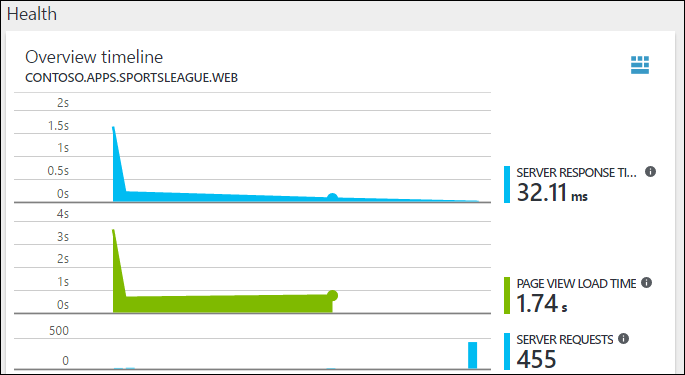 Health
Overview timeline
CONTOSO.APPS.SPORTSLEAGUE.WEB
2s
1.5s
1s
0.5s
0s
SERVER RESPONSE TI...
32.11 ms
4s
3s
2s
1s
0s
PAGE VIEW LOAD TIME
1.74 s
500
0
SERVER REQUESTS
455